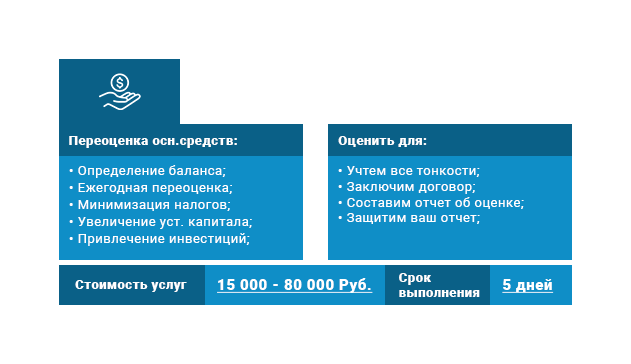 Переоценка осн.средств:
• Определение баланса;
• Ежегодная переоценка;
• Минимизация налогов;
• Увеличение уст. капитала;
• Привлечение инвестиций;
Оценить для:
• Учтем все тонкости;
• Заключим договор;
• Составим отчет об оценке;
• Защитим ваш отчет;
Стоимость услуг
15 000 - 80 000 Руб.
Срок
выполнения
5 дней